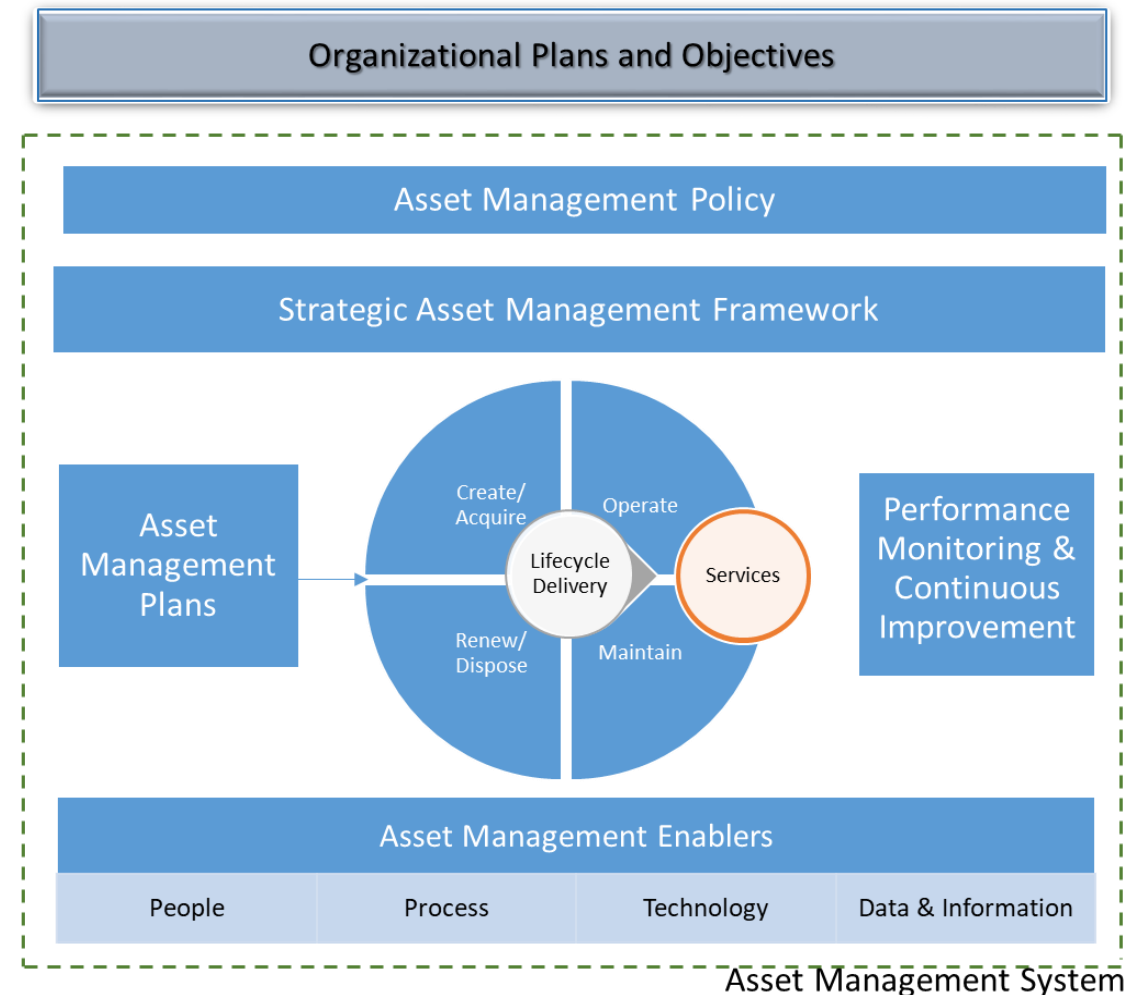 Organizational Plans and Objectives
Asset Management Policy
Strategic Asset Management Framework
Asset
Management
Plans
Create/
Acquire
Operate
Lifecycle
Delivery
Services
Renew/
Dispose
Maintain
Performance
Monitoring &
Continuous
Improvement
Asset Management Enablers
People
Process
Technology
Data & Information
Asset Management System